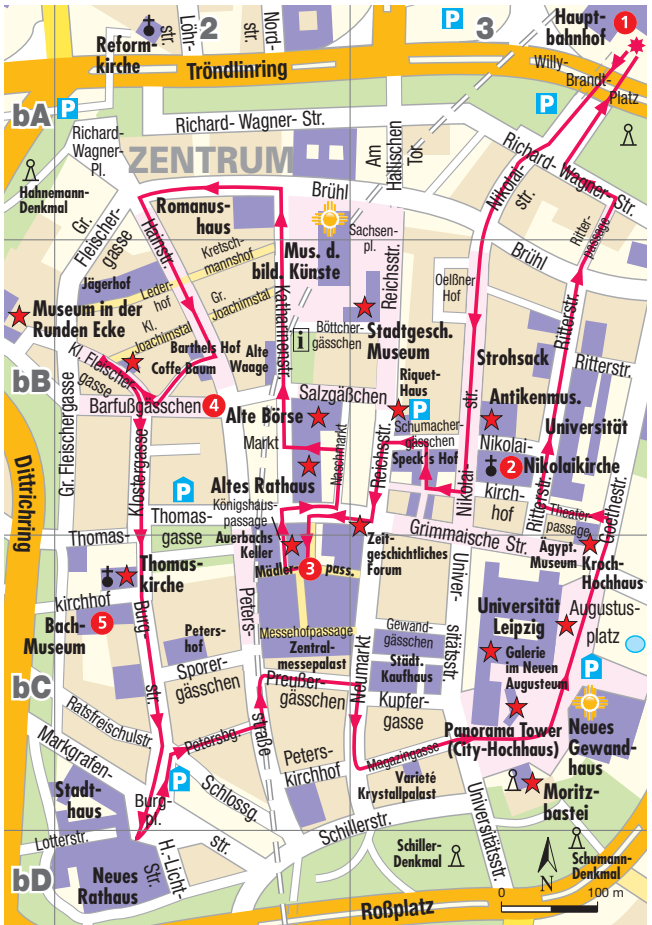 2
3
bA
bB
bC
bD
Reform-
kirche
Löhr-
str.
Nord-
str.
P
Haupt-
bahnhof
1
Tröndlinring
Willy-
Brandt-
Platz
P
P
Richard-
Wagner-
Pl.
Richard- Wagner- Str.
Am
Hallischen
Tor
ZENTRUM
Nikolai-
str.
Richard- Wagner- Str.
Hahnemann-
Denkmal
Gr.
Fleischer-
gasse
Hainstr.
Romanus-
haus
Brühl
Ritter-
passage
Sachsen-
pl.
Reichsstr.
Brühl
Kretsch-
mannshof
Mus. d.
bild. Künste
Jägerhof
Leder-
hof
Gr.
Joachimstal
Katharinenstr.
Oelßner
Hof
Ritterstr.
Museum in der
Runden Ecke
Kl.
Joachimstal
i
Böttcher-
gässchen
Stadtgesch.
Museum
Strohsack
Ritterstr.
Barthels Hof
Coffe Baum
Alte
Waage
Kl. Fleischer-
gasse
Riquet-
Haus
P
Salzgäßchen
Antikenmus.
Barfußgässchen
4
Alte Börse
Schumacher-
gässchen
str.
Universität
Gr. Fleischergasse
Klostergasse
Markt
Naschmarkt
Reichsstr.
Speck's Hof
Nikolai-
kirch-
hof
2
Nikolaikirche
Dittrichring
P
Altes Rathaus
Nikolai-
Ritterstr.
Goethestr.
Königshaus-
passage
Theater-
passage
Thomas-
gasse
Grimmaische Str.
Thomas-
kirchhof
Auerbachs
Keller
Zeit-
geschichtliches
Forum
Ägypt.
Museum
Kroch-
Hochhaus
Thomas-
kirche
Mädler-
3
pass.
Univer-
sitätsstr.
Universität
Leipzig
Augustus-
platz
Bach-
Museum
5
Burg-
str.
Peters-
hof
Peters-
straße
Messehofpassage
Zentral-
messepalast
Gewand-
gässchen
Städt.
Kaufhaus
Galerie
im Neuen
Augusteum
P
Sporer-
gässchen
Preußer-
gässchen
Neumarkt
Kupfer-
gasse
Ratsfreischulstr.
Petersbg.
Panorama Tower
(City-Hochhaus)
Neues
Gewand-
haus
Markgrafen-
str.
Magazingasse
P
Peters-
kirchhof
Varieté
Krystallpalast
Moritz-
bastei
Stadt-
haus
Burg-
pl.
Schlossg.
Lotterstr.
Schillerstr.
Universitätsstr.
Neues
Rathaus
H.-Licht-
Str.
str.
Schiller-
Denkmal
N
Schumann-
Denkmal
0
100 m
Roßplatz